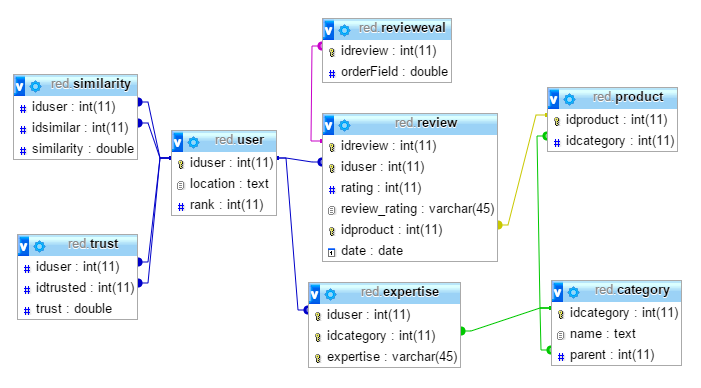 red.revieweval
idreview : int(11)
# orderField : double
red.similarity
# iduser : int(11)
# idsimilar : int(11)
# similarity : double
red.user
iduser : int(11)
location : text
# rank : int(11)
red.review
idreview : int(11)
iduser : int(11)
# rating : int(11)
review_rating : varchar(45)
idproduct : int(11)
date : date
red.product
idproduct : int(11)
# idcategory : int(11)
red.trust
# iduser : int(11)
# idtrusted : int(11)
# trust : double
red.expertise
iduser : int(11)
idcategory : int(11)
expertise : varchar(45)
red.category
idcategory : int(11)
name : text
# parent : int(11)